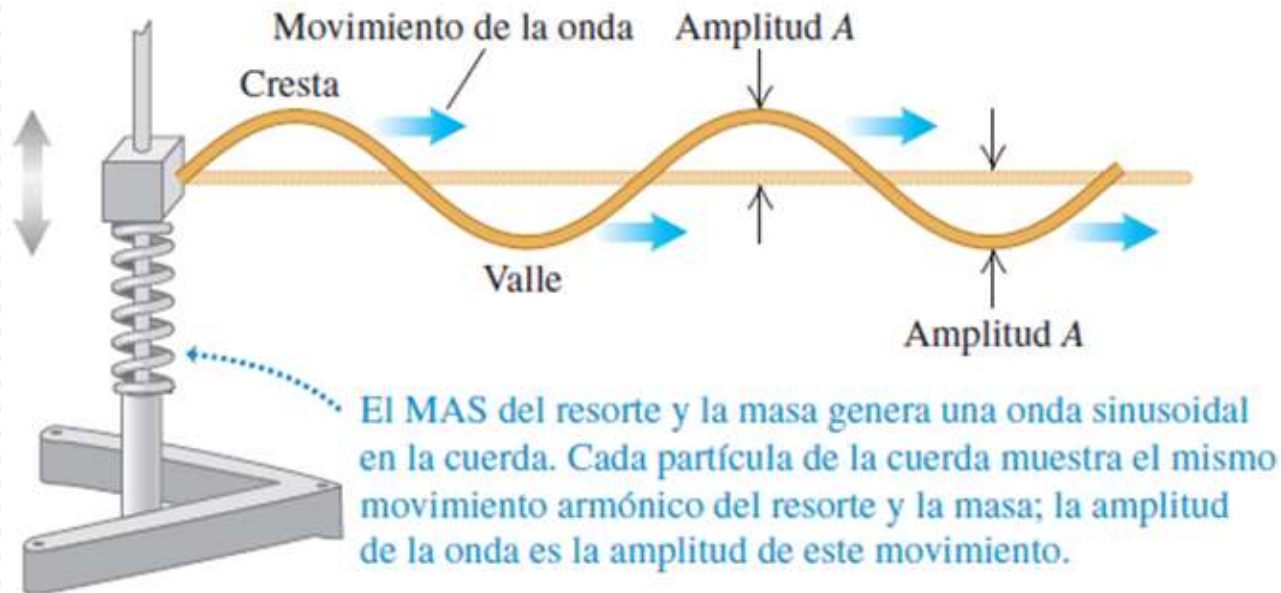 Movimiento de la onda
Amplitud A
Cresta
Valle
Amplitud A
El MAS del resorte y la masa genera una onda sinusoidal
en la cuerda. Cada partícula de la cuerda muestra el mismo
movimiento armónico del resorte y la masa; la amplitud
de la onda es la amplitud de este movimiento.